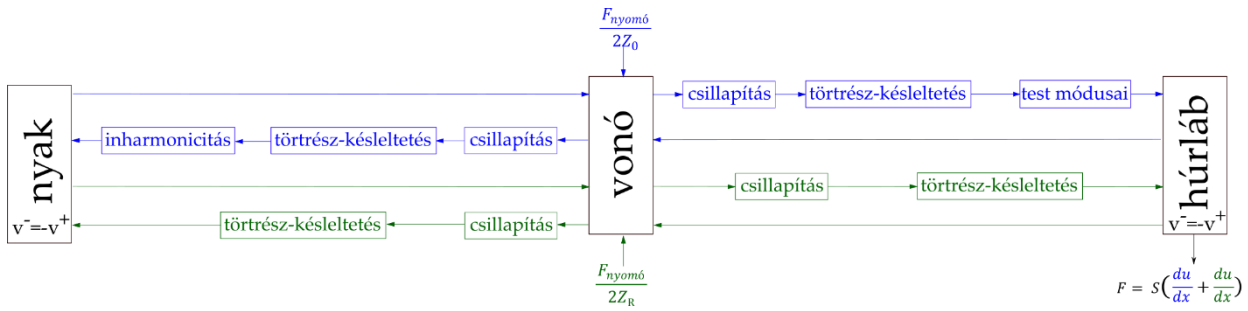 F_nyomó / 2Z_0
csillapítás törtrész-késleltetés test módusai
nyak vonó húrláb
inharmonicitás törtrész-késleltetés csillapítás
csillapítás törtrész-késleltetés
törtrész-késleltetés csillapítás
v⁻=-v⁺ v⁻=-v⁺
F_nyomó / 2Z_R
F = S(du/dx + du/dx)